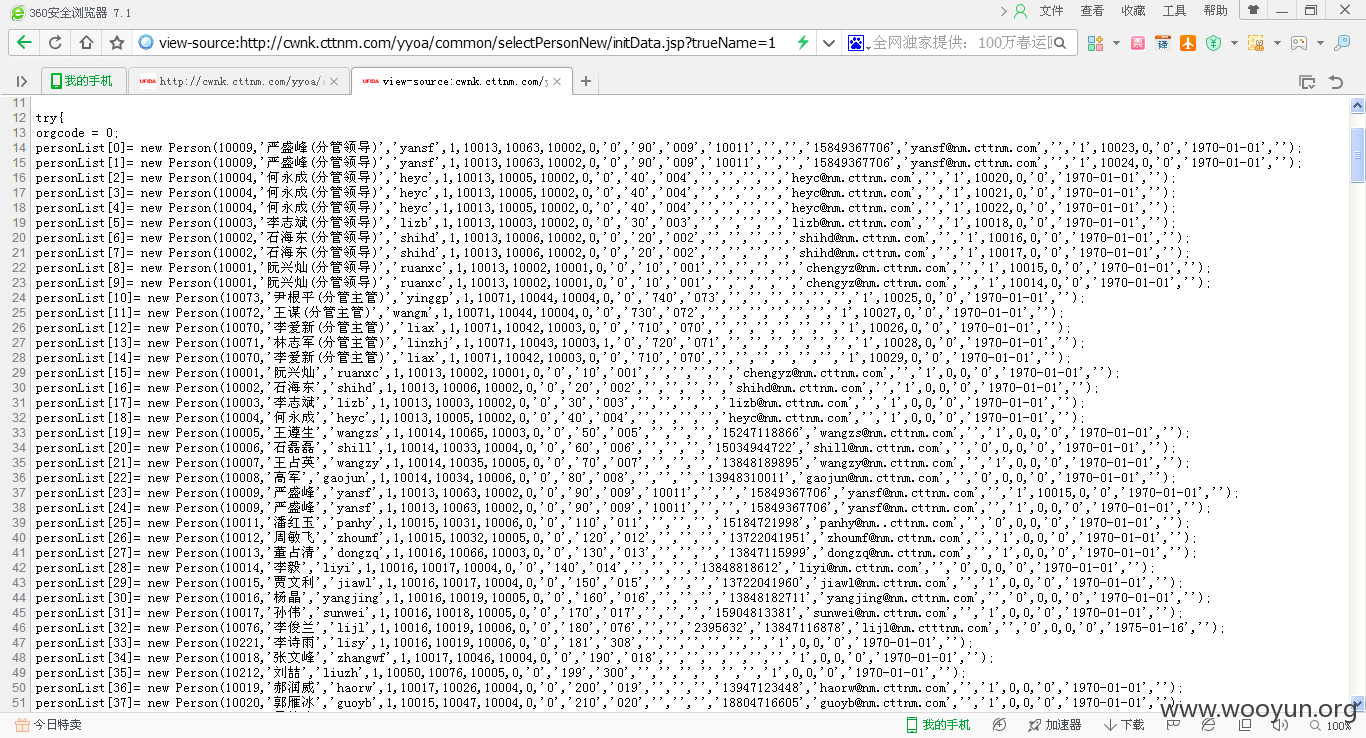 360安全浏览器 7.1
文件 查看 收藏 工具 帮助
view-source:http://cwnk.cttnm.com/yyoa/common/selectPersonNew/initData.jsp?trueName=1 全网独家提供：100万春运
我的手机 http://cwnk.cttnm.com/yyoa/ view-source:cwnk.cttnm.com/y
11
12 try{
13 orgcode = 0;
14 personList[0]= new Person(10009,'严盛峰(分管领导)','yansf',1,10013,10063,10002,0,'0','90','009','10011','','','15849367706','yansf@nm.cttnm.com','','1',10023,0,'0','1970-01-01','');
15 personList[1]= new Person(10009,'严盛峰(分管领导)','yansf',1,10013,10063,10002,0,'0','90','009','10011','','','15849367706','yansf@nm.cttnm.com','','1',10024,0,'0','1970-01-01','');
16 personList[2]= new Person(10004,'何永成(分管领导)','heyc',1,10013,10005,10002,0,'0','40','004','','','','','heyc@nm.cttnm.com','','1',10020,0,'0','1970-01-01','');
17 personList[3]= new Person(10004,'何永成(分管领导)','heyc',1,10013,10005,10002,0,'0','40','004','','','','','heyc@nm.cttnm.com','','1',10021,0,'0','1970-01-01','');
18 personList[4]= new Person(10004,'何永成(分管领导)','heyc',1,10013,10005,10002,0,'0','40','004','','','','','heyc@nm.cttnm.com','','1',10022,0,'0','1970-01-01','');
19 personList[5]= new Person(10003,'李志斌(分管领导)','lizb',1,10013,10003,10002,0,'0','30','003','','','','','lizb@nm.cttnm.com','','1',10018,0,'0','1970-01-01','');
20 personList[6]= new Person(10002,'石海东(分管领导)','shihd',1,10013,10006,10002,0,'0','20','002','','','','','shihd@nm.cttnm.com','','1',10016,0,'0','1970-01-01','');
21 personList[7]= new Person(10002,'石海东(分管领导)','shihd',1,10013,10006,10002,0,'0','20','002','','','','','shihd@nm.cttnm.com','','1',10017,0,'0','1970-01-01','');
22 personList[8]= new Person(10001,'阮兴灿(分管领导)','ruanxc',1,10013,10002,10001,0,'0','10','001','','','','','chengyz@nm.cttnm.com','','1',10015,0,'0','1970-01-01','');
23 personList[9]= new Person(10001,'阮兴灿(分管领导)','ruanxc',1,10013,10002,10001,0,'0','10','001','','','','','chengyz@nm.cttnm.com','','1',10014,0,'0','1970-01-01','');
24 personList[10]= new Person(10073,'尹根平(分管主管)','yinggp',1,10071,10044,10004,0,'0','740','073','','','','','','','1',10025,0,'0','1970-01-01','');
25 personList[11]= new Person(10072,'王谋(分管主管)','wangm',1,10071,10044,10004,0,'0','730','072','','','','','','','1',10027,0,'0','1970-01-01','');
26 personList[12]= new Person(10070,'李爱新(分管主管)','liax',1,10071,10042,10003,0,'0','710','070','','','','','','','1',10026,0,'0','1970-01-01','');
27 personList[13]= new Person(10071,'林志军(分管主管)','linzhj',1,10071,10043,10003,1,'0','720','071','','','','','','','1',10028,0,'0','1970-01-01','');
28 personList[14]= new Person(10070,'李爱新(分管主管)','liax',1,10071,10042,10003,0,'0','710','070','','','','','','','1',10029,0,'0','1970-01-01','');
29 personList[15]= new Person(10001,'阮兴灿','ruanxc',1,10013,10002,10001,0,'0','10','001','','','','','chengyz@nm.cttnm.com','','1',0,0,'0','1970-01-01','');
30 personList[16]= new Person(10002,'石海东','shihd',1,10013,10006,10002,0,'0','20','002','','','','','shihd@nm.cttnm.com','','1',0,0,'0','1970-01-01','');
31 personList[17]= new Person(10003,'李志斌','lizb',1,10013,10003,10002,0,'0','30','003','','','','','lizb@nm.cttnm.com','','1',0,0,'0','1970-01-01','');
32 personList[18]= new Person(10004,'何永成','heyc',1,10013,10005,10002,0,'0','40','004','','','','','heyc@nm.cttnm.com','','1',0,0,'0','1970-01-01','');
33 personList[19]= new Person(10005,'王遵生','wangzs',1,10014,10065,10003,0,'0','50','005','','','','15247118866','wangzs@nm.cttnm.com','','1',0,0,'0','1970-01-01','');
34 personList[20]= new Person(10006,'石磊磊','shill',1,10014,10033,10004,0,'0','60','006','','','','15034944722','shill@nm.cttnm.com','','0',0,0,'0','1970-01-01','');
35 personList[21]= new Person(10007,'王占英','wangzy',1,10014,10035,10005,0,'0','70','007','','','','13848189895','wangzy@nm.cttnm.com','','1',0,0,'0','1970-01-01','');
36 personList[22]= new Person(10008,'高军','gaojun',1,10014,10034,10006,0,'0','80','008','','','','13948310011','gaojun@nm.cttnm.com','','0',0,0,'0','1970-01-01','');
37 personList[23]= new Person(10009,'严盛峰','yansf',1,10013,10063,10002,0,'0','90','009','10011','','','15849367706','yansf@nm.cttnm.com','','1',10015,0,'0','1970-01-01','');
38 personList[24]= new Person(10009,'严盛峰','yansf',1,10013,10063,10002,0,'0','90','009','10011','','','15849367706','yansf@nm.cttnm.com','','1',0,0,'0','1970-01-01','');
39 personList[25]= new Person(10011,'潘红玉','panhy',1,10015,10031,10006,0,'0','110','011','','','','15184721998','panhy@nm..cttnm.com','','0',0,0,'0','1970-01-01','');
40 personList[26]= new Person(10012,'周敏飞','zhoumf',1,10015,10032,10005,0,'0','120','012','','','','13722041951','zhoumf@nm.cttnm.com','','0',0,0,'0','1970-01-01','');
41 personList[27]= new Person(10013,'董占清','dongzq',1,10016,10066,10003,0,'0','130','013','','','','13847115999','dongzq@nm.cttnm.com','','1',0,0,'0','1970-01-01','');
42 personList[28]= new Person(10014,'李毅','liyi',1,10016,10017,10004,0,'0','140','014','','','','13848818612','liyi@nm.cttnm.com','','0',0,0,'0','1970-01-01','');
43 personList[29]= new Person(10015,'贾文利','jiawl',1,10016,10017,10004,0,'0','150','015','','','','13722041960','jiawl@nm.cttnm.com','','1',0,0,'0','1970-01-01','');
44 personList[30]= new Person(10016,'杨晶','yangjing',1,10016,10019,10005,0,'0','160','016','','','','13848182711','yangjing@nm.cttnm.com','','0',0,0,'0','1970-01-01','');
45 personList[31]= new Person(10017,'孙伟','sunwei',1,10016,10018,10005,0,'0','170','017','','','','15904813381','sunwei@nm.cttnm.com','','1',0,0,'0','1970-01-01','');
46 personList[32]= new Person(10076,'李俊兰','lijl',1,10016,10019,10006,0,'0','180','076','','','2395632','13847116878','lijl@nm.ctttnm.com','','0',0,0,'0','1975-01-16','');
47 personList[33]= new Person(10221,'李诗雨','lisy',1,10016,10019,10006,0,'0','181','308','','','','','','','1',0,0,'0','1970-01-01','');
48 personList[34]= new Person(10018,'张文峰','zhangwf',1,10017,10046,10004,0,'0','190','018','','','','','','','1',0,0,'0','1970-01-01','');
49 personList[35]= new Person(10212,'刘喆','liuzh',1,10050,10076,10005,0,'0','199','300','','','','','','','1',0,0,'0','1970-01-01','');
50 personList[36]= new Person(10019,'郝润威','haorw',1,10017,10026,10004,0,'0','200','019','','','','13947123448','haorw@nm.cttnm.com','','1',0,0,'0','1970-01-01','');
51 personList[37]= new Person(10020,'郭雁冰','guoyb',1,10015,10047,10004,0,'0','210','020','','','','18804716605','guoyb@nm.cttnm.com','','1',0,0,'0','1970-01-01','');
www.wooyun.org
今日特卖 我的手机 加速器 下载 100%